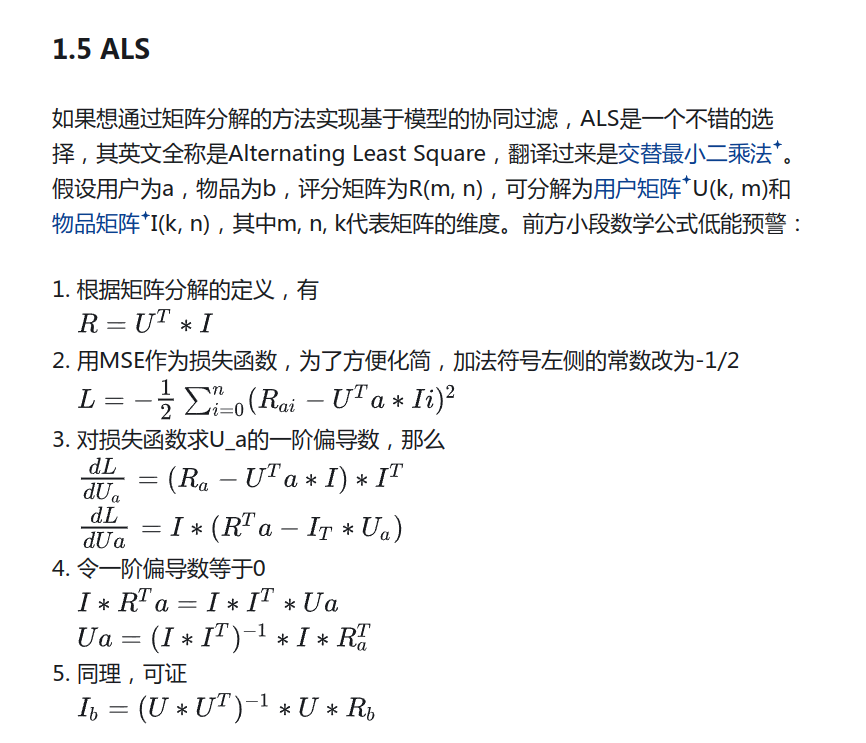 1.5 ALS
如果想通过矩阵分解的方法实现基于模型的协同过滤，ALS是一个不错的选
择，其英文全称是Alternating Least Square，翻译过来是交替最小二乘法✦。
假设用户为a，物品为b，评分矩阵为R(m, n)，可分解为用户矩阵✦U(k, m)和
物品矩阵✦I(k, n)，其中m, n, k代表矩阵的维度。前方小段数学公式低能预警：
1. 根据矩阵分解的定义，有
R = U^T * I
2. 用MSE作为损失函数，为了方便化简，加法符号左侧的常数改为-1/2
L = -\frac{1}{2} \sum_{i=0}^{n} (R_{ai} - U^T a * Ii)^2
3. 对损失函数求U_a的一阶偏导数，那么
\frac{dL}{dU_a} = (R_a - U^T a * I) * I^T
\frac{dL}{dUa} = I * (R^T a - I_T * U_a)
4. 令一阶偏导数等于0
I * R^T a = I * I^T * Ua
Ua = (I * I^T)^{-1} * I * R_a^T
5. 同理，可证
I_b = (U * U^T)^{-1} * U * R_b